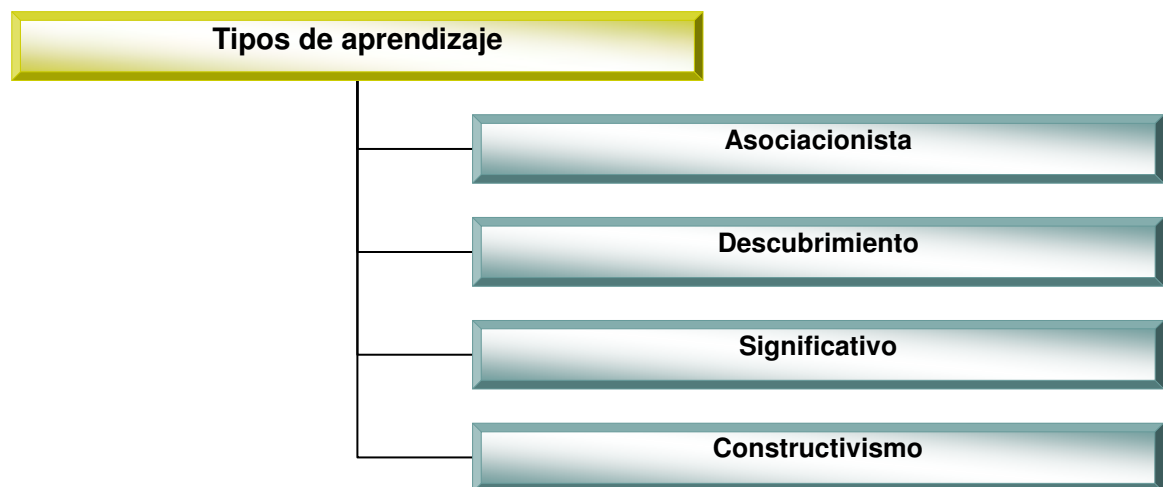 Tipos de aprendizaje
Asociacionista
Descubrimiento
Significativo
Constructivismo